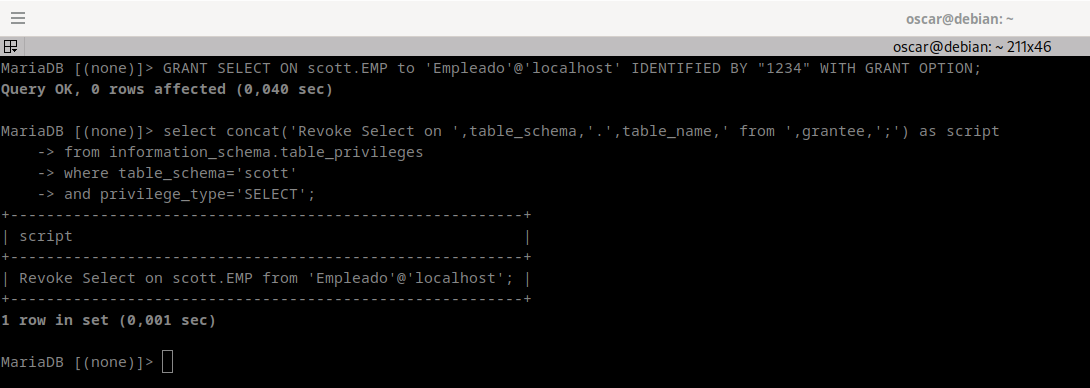 oscar@debian: ~
oscar@debian: ~ 211x46
MariaDB [(none)]> GRANT SELECT ON scott.EMP to 'Empleado'@'localhost' IDENTIFIED BY "1234" WITH GRANT OPTION;
Query OK, 0 rows affected (0,040 sec)
MariaDB [(none)]> select concat('Revoke Select on ',table_schema,'.',table_name,' from ',grantee,';') as script
    -> from information_schema.table_privileges
    -> where table_schema='scott'
    -> and privilege_type='SELECT';
+---------------------------------------------------------+
| script                                                  |
+---------------------------------------------------------+
| Revoke Select on scott.EMP from 'Empleado'@'localhost'; |
+---------------------------------------------------------+
1 row in set (0,001 sec)
MariaDB [(none)]>